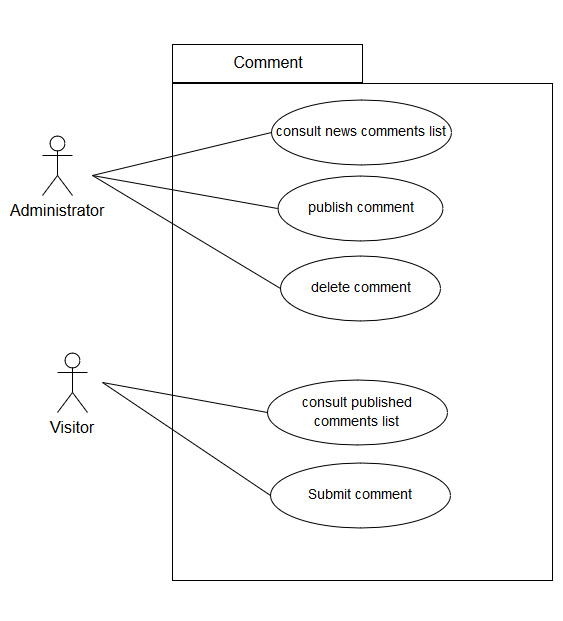 Comment
consult news comments list
publish comment
Administrator
delete comment
consult published
comments list
Visitor
Submit comment